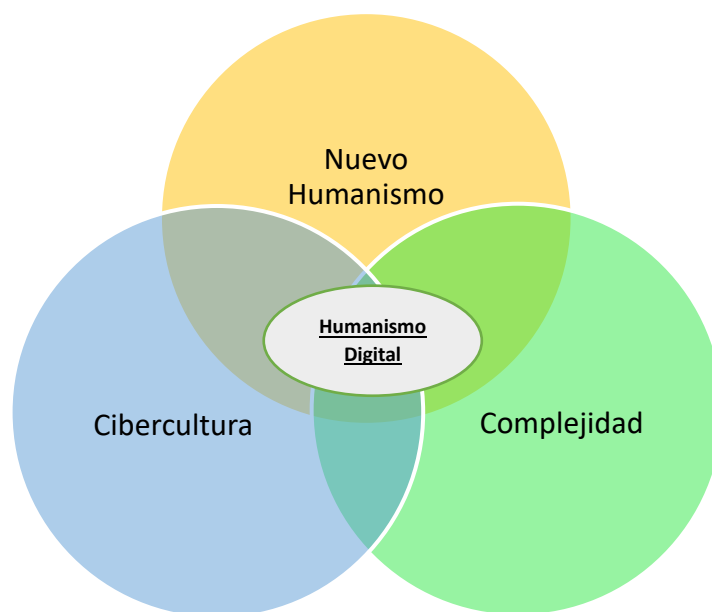 Nuevo
Humanismo
Humanismo
Digital
Cibercultura
Complejidad